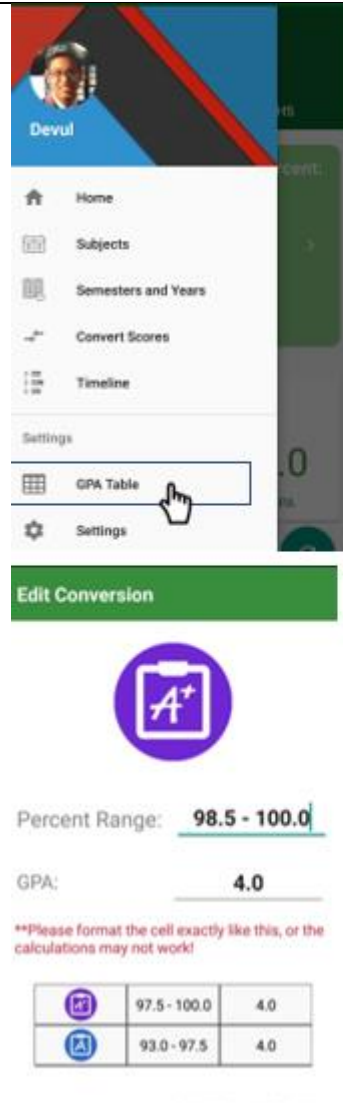 Devul
Home
Subjects
Semesters and Years
Convert Scores
Timeline
Settings
GPA Table
Settings
.0
Edit Conversion
A+
Percent Range: 98.5 - 100.0
GPA: 4.0
**Please format the cell exactly like this, or the
calculations may not work!
97.5 - 100.0 4.0
93.0 - 97.5 4.0